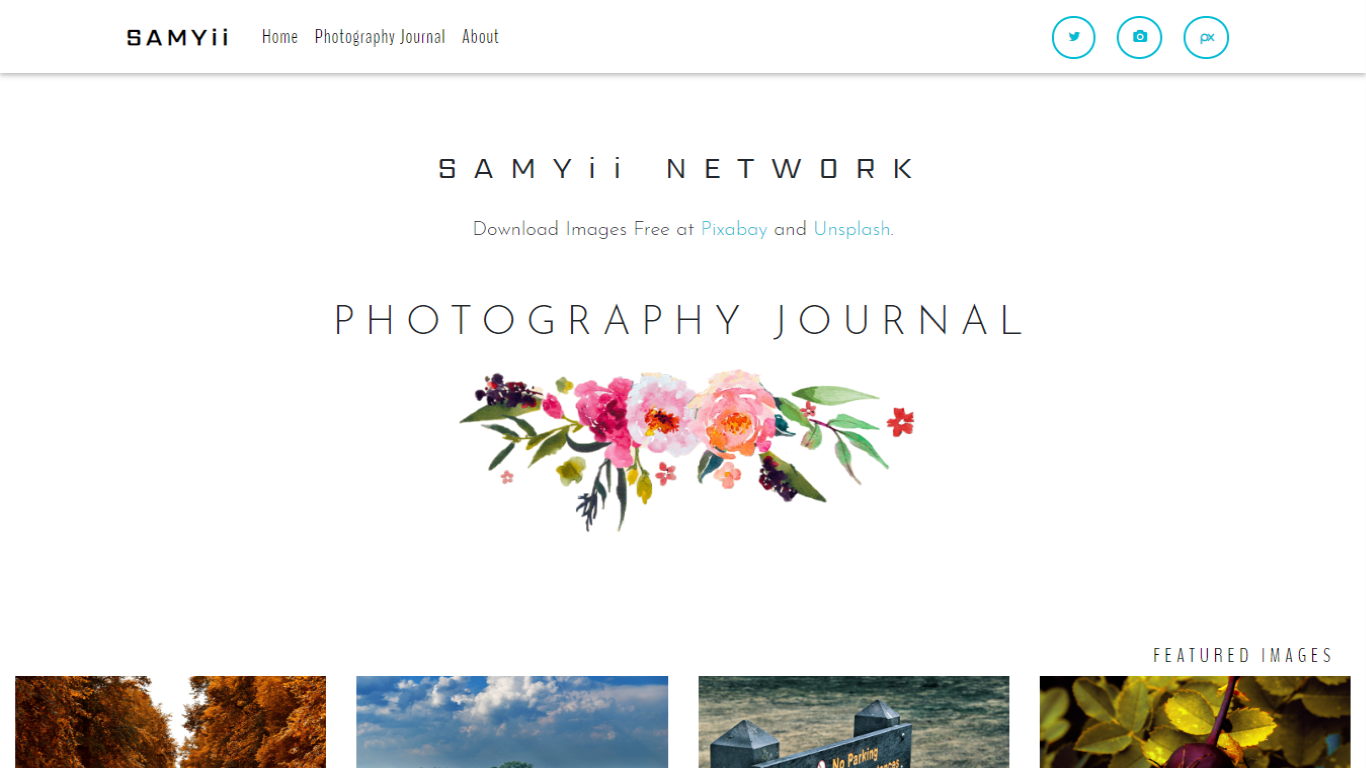 SAMYii
Home Photography Journal About
px
SAMYii NETWORK
Download Images Free at Pixabay and Unsplash.
PHOTOGRAPHY JOURNAL
FEATURED IMAGES
No Parking